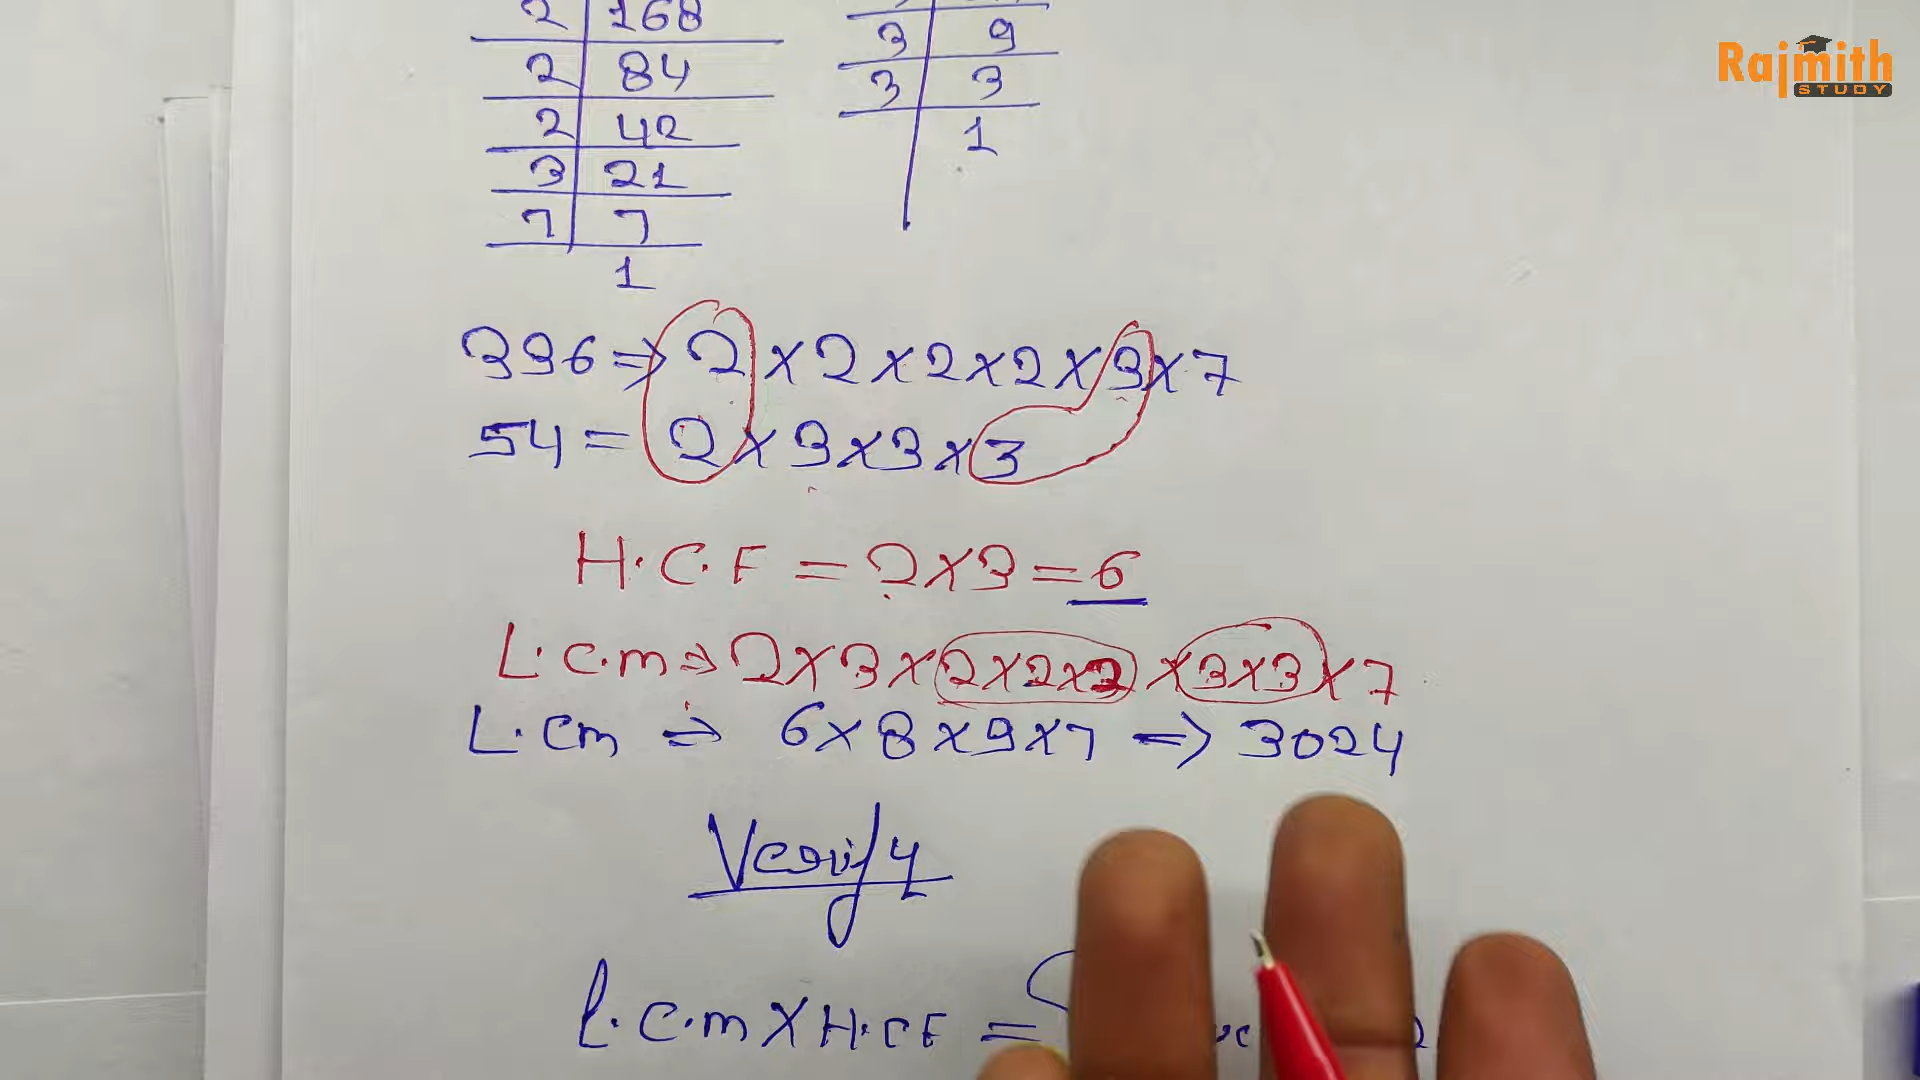 Rajmith
STUDY
2 168
2 84
2 42
3 21
7 7
1
3 9
3 3
1
336 ⇒ 2 × 2 × 2 × 2 × 3 × 7
54 = 2 × 3 × 3 × 3
H.C.F = 2 × 3 = 6
L.C.m ⇒ 2 × 3 × 2 × 2 × 2 × 3 × 3 × 7
L.Cm ⇒ 6 × 8 × 9 × 7 ⇒ 3024
Verify
L.C.m × H.CF =